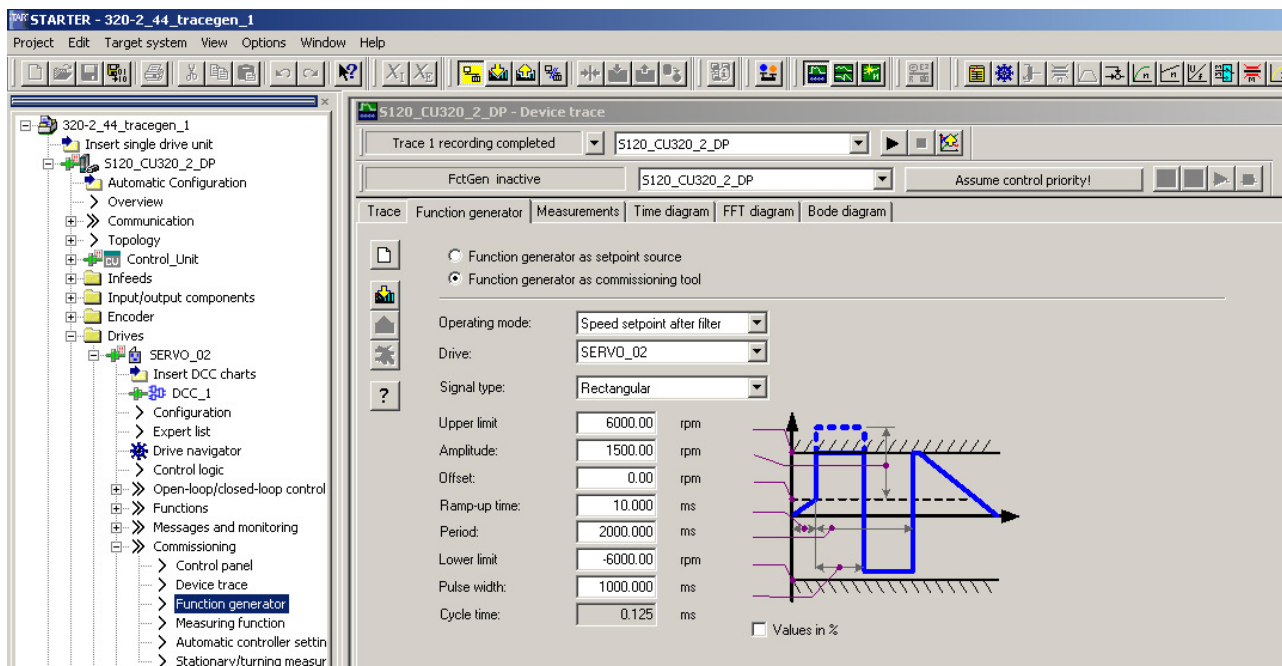 STARTER - 320-2_44_tracegen_1
Project Edit Target system View Options Window Help
S120_CU320_2_DP - Device trace
320-2_44_tracegen_1
Insert single drive unit
S120_CU320_2_DP
Automatic Configuration
Overview
Communication
Topology
Control_Unit
Infeeds
Input/output components
Encoder
Drives
SERVO_02
Insert DCC charts
DCC_1
Configuration
Expert list
Drive navigator
Control logic
Open-loop/closed-loop control
Functions
Messages and monitoring
Commissioning
Control panel
Device trace
Function generator
Measuring function
Automatic controller settin
Stationary/turning measur
Trace 1 recording completed S120_CU320_2_DP
FctGen inactive S120_CU320_2_DP Assume control priority!
Trace Function generator Measurements Time diagram FFT diagram Bode diagram
Function generator as setpoint source
Function generator as commissioning tool
Operating mode: Speed setpoint after filter
Drive: SERVO_02
Signal type: Rectangular
Upper limit 6000.00 rpm
Amplitude: 1500.00 rpm
Offset: 0.00 rpm
Ramp-up time: 10.000 ms
Period: 2000.000 ms
Lower limit -6000.00 rpm
Pulse width: 1000.000 ms
Cycle time: 0.125 ms
Values in %